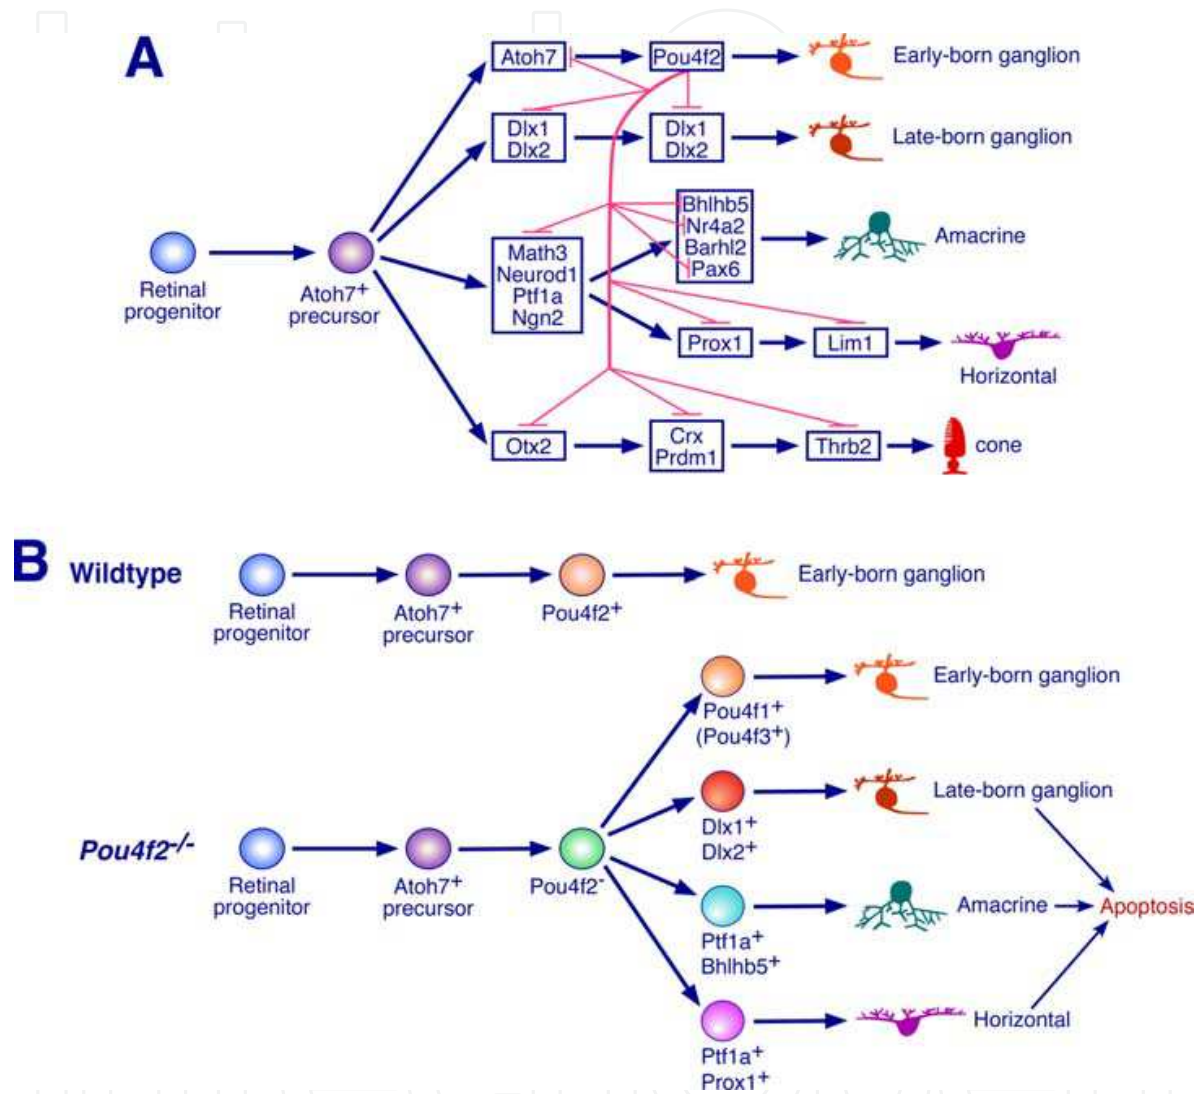 A
Atoh7
Pou4f2
Early-born ganglion
Dlx1
Dlx2
Dlx1
Dlx2
Late-born ganglion
Retinal
progenitor
Atoh7+
precursor
Math3
Neurod1
Ptf1a
Ngn2
Bhlhb5
Nr4a2
Barhl2
Pax6
Amacrine
Prox1
Lim1
Horizontal
Otx2
Crx
Prdm1
Thrb2
cone
B
Wildtype
Retinal
progenitor
Atoh7+
precursor
Pou4f2+
Early-born ganglion
Pou4f2-/-
Retinal
progenitor
Atoh7+
precursor
Pou4f2-
Pou4f1+
(Pou4f3+)
Early-born ganglion
Dlx1+
Dlx2+
Late-born ganglion
Ptf1a+
Bhlhb5+
Amacrine
Apoptosis
Ptf1a+
Prox1+
Horizontal